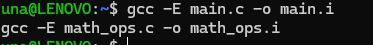 una@LENOVO:~$ gcc -E main.c -o main.i
gcc -E math_ops.c -o math_ops.i